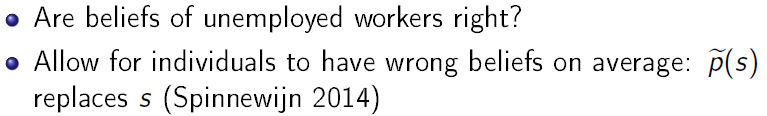 • Are beliefs of unemployed workers right?
• Allow for individuals to have wrong beliefs on average: p̃(s)
replaces s (Spinnewijn 2014)